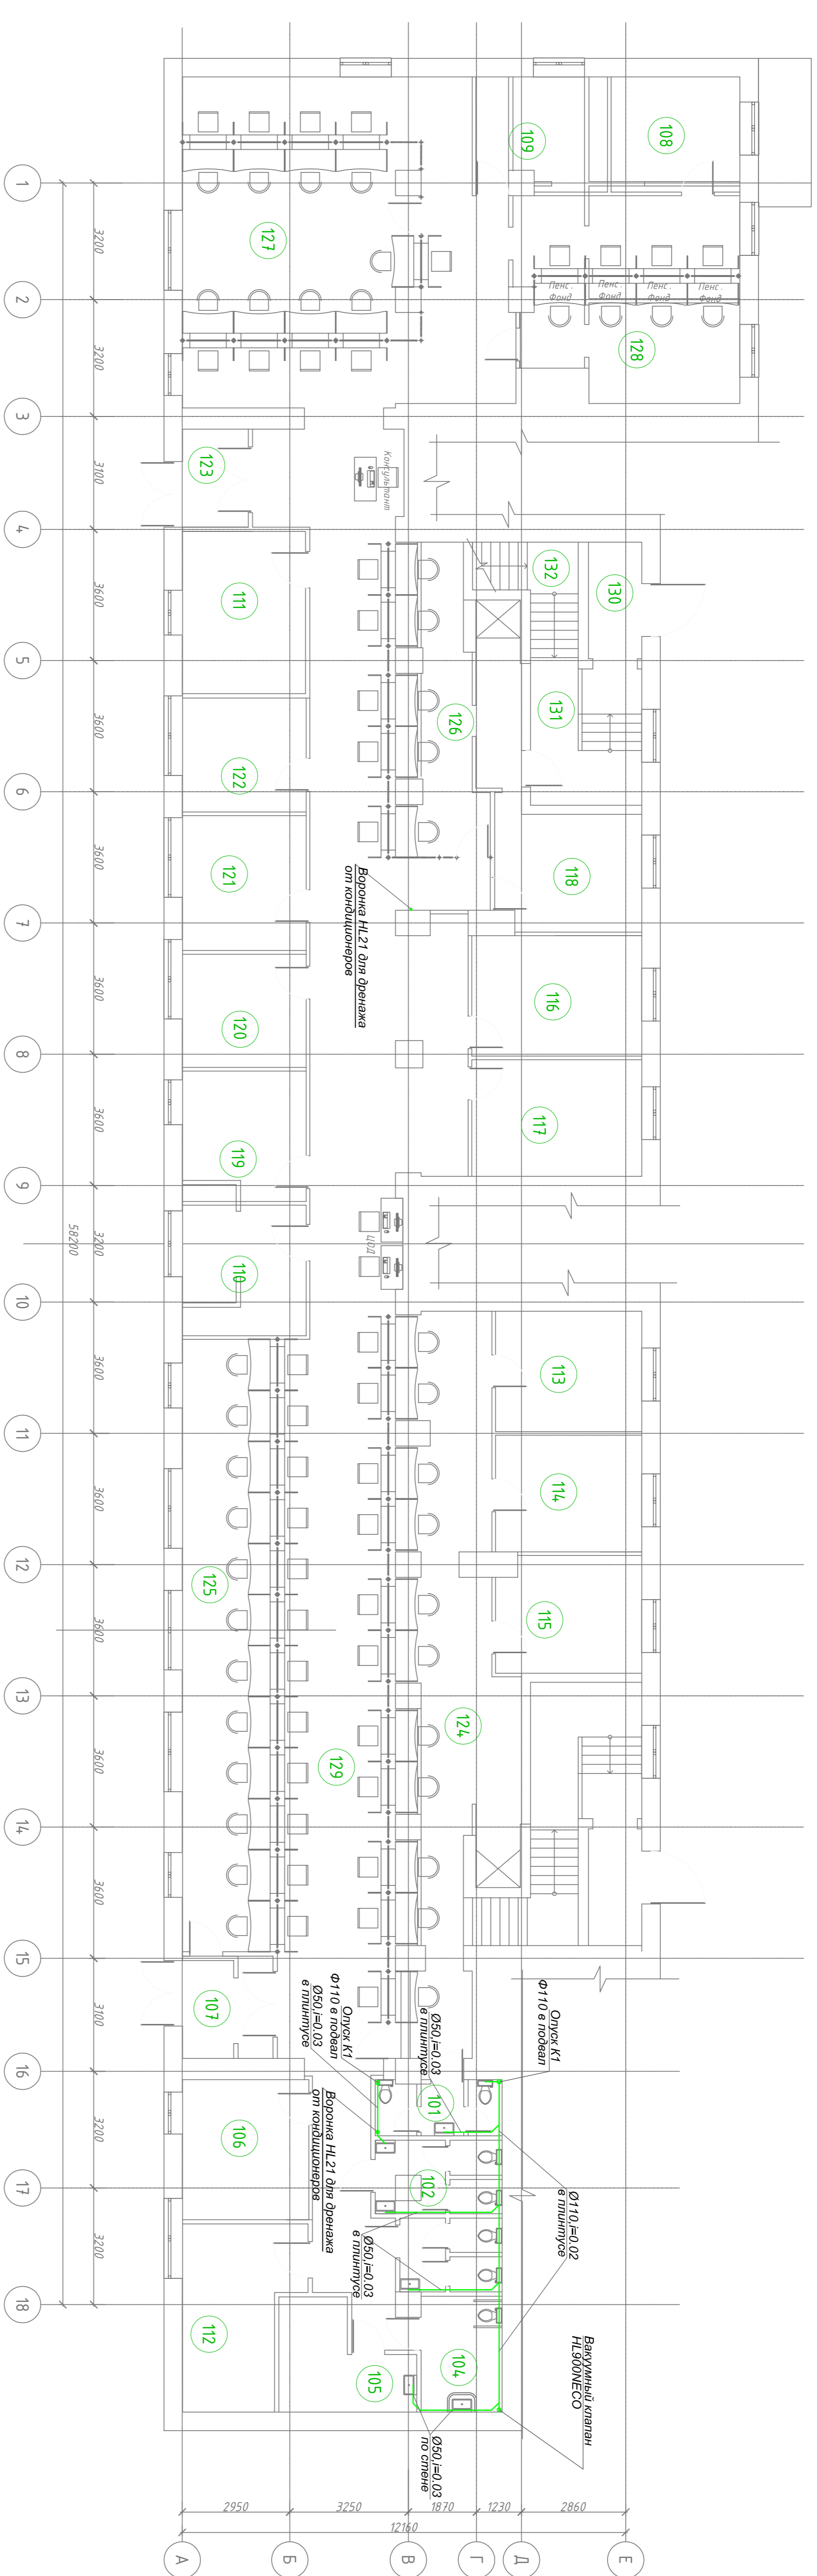 108
109
127
128
Пенс.
Фонд
Пенс.
Фонд
Пенс.
Фонд
Пенс.
Фонд
123
Консультант
111
132
130
131
126
122
121
118
Воронка HL21 для дренажа
от кондиционеров
116
120
117
119
110
ЦОД
113
114
115
125
124
129
107
Опуск К1
Ф110 в подвал
Ø50,i=0.03
в плинтусе
Ø50,i=0.03
в плинтусе
Опуск К1
Ф110 в подвал
101
102
106
Воронка HL21 для дренажа
от кондиционеров
Ø50,i=0.03
в плинтусе
Ø110,i=0.02
в плинтусе
Вакуумный клапан
HL900NECO
104
105
112
Ø50,i=0.03
по стене
1
2
3
4
5
6
7
8
9
10
11
12
13
14
15
16
17
18
3200
3200
3100
3600
3600
3600
3600
3600
3200
3600
3600
3600
3600
3600
3100
3200
3200
58200
2950
3250
1870
1230
2860
12160
А
Б
В
Г
Д
Е